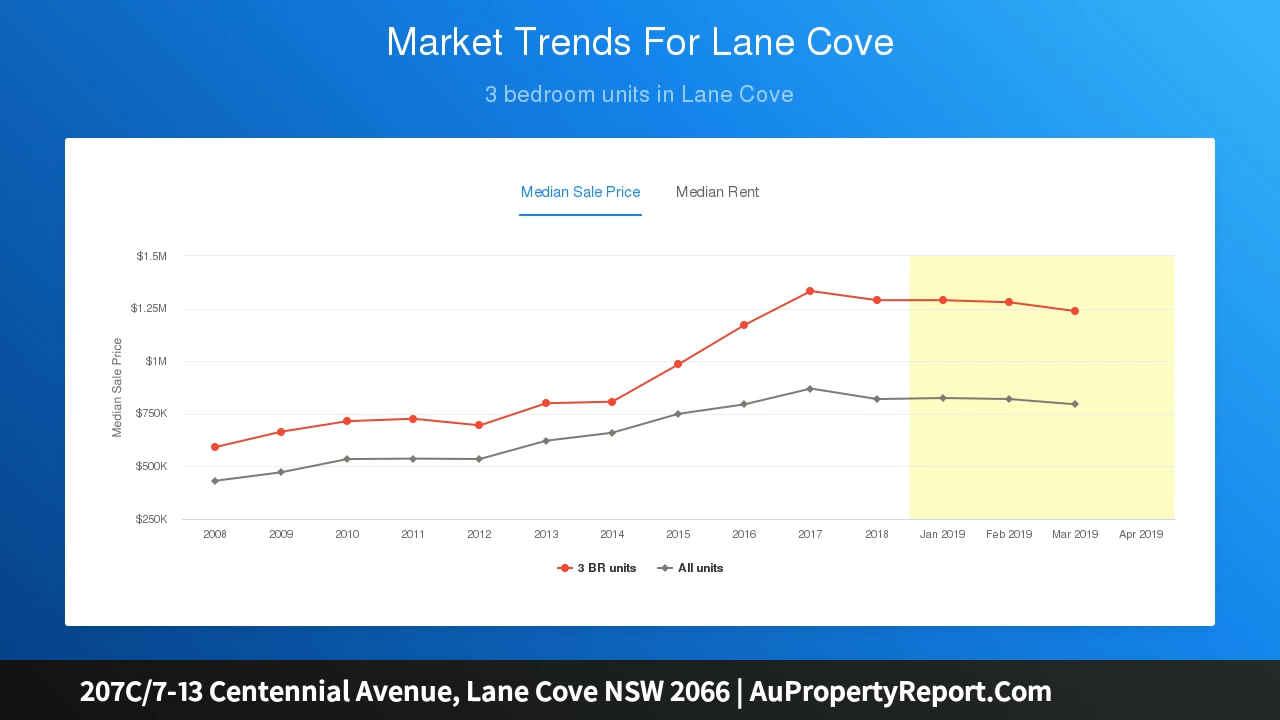 Market Trends For Lane Cove
3 bedroom units in Lane Cove
Median Sale Price Median Rent
Median Sale Price
$1.5M
$1.25M
$1M
$750K
$500K
$250K
2008 2009 2010 2011 2012 2013 2014 2015 2016 2017 2018 Jan 2019 Feb 2019 Mar 2019 Apr 2019
3 BR units All units
207C/7-13 Centennial Avenue, Lane Cove NSW 2066 | AuPropertyReport.Com